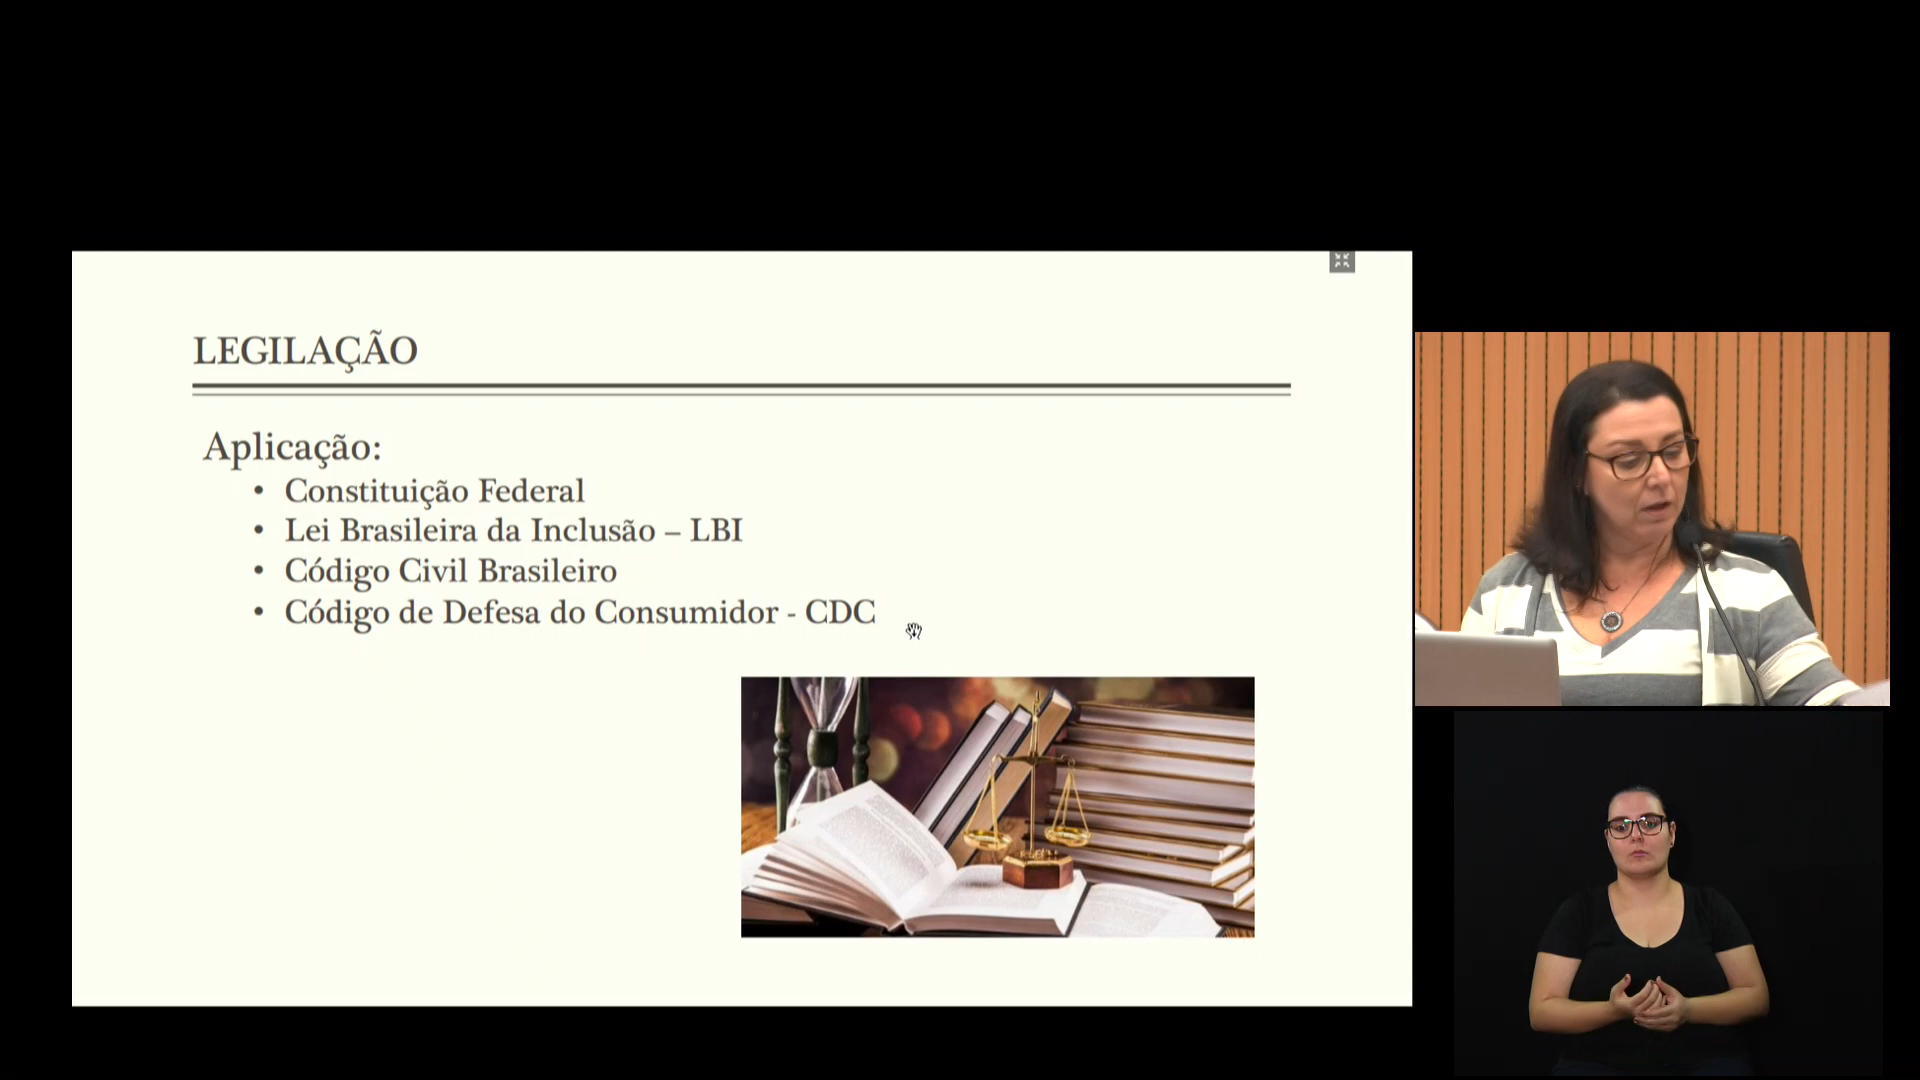 LEGILAÇÃO
Aplicação:
• Constituição Federal
• Lei Brasileira da Inclusão – LBI
• Código Civil Brasileiro
• Código de Defesa do Consumidor - CDC